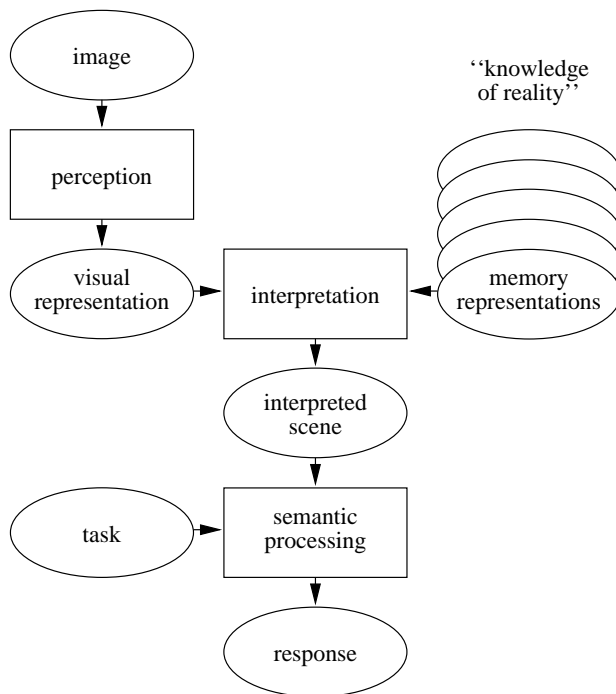 image
‘‘knowledge
of reality’’
perception
visual
representation
interpretation
memory
representations
interpreted
scene
task
semantic
processing
response